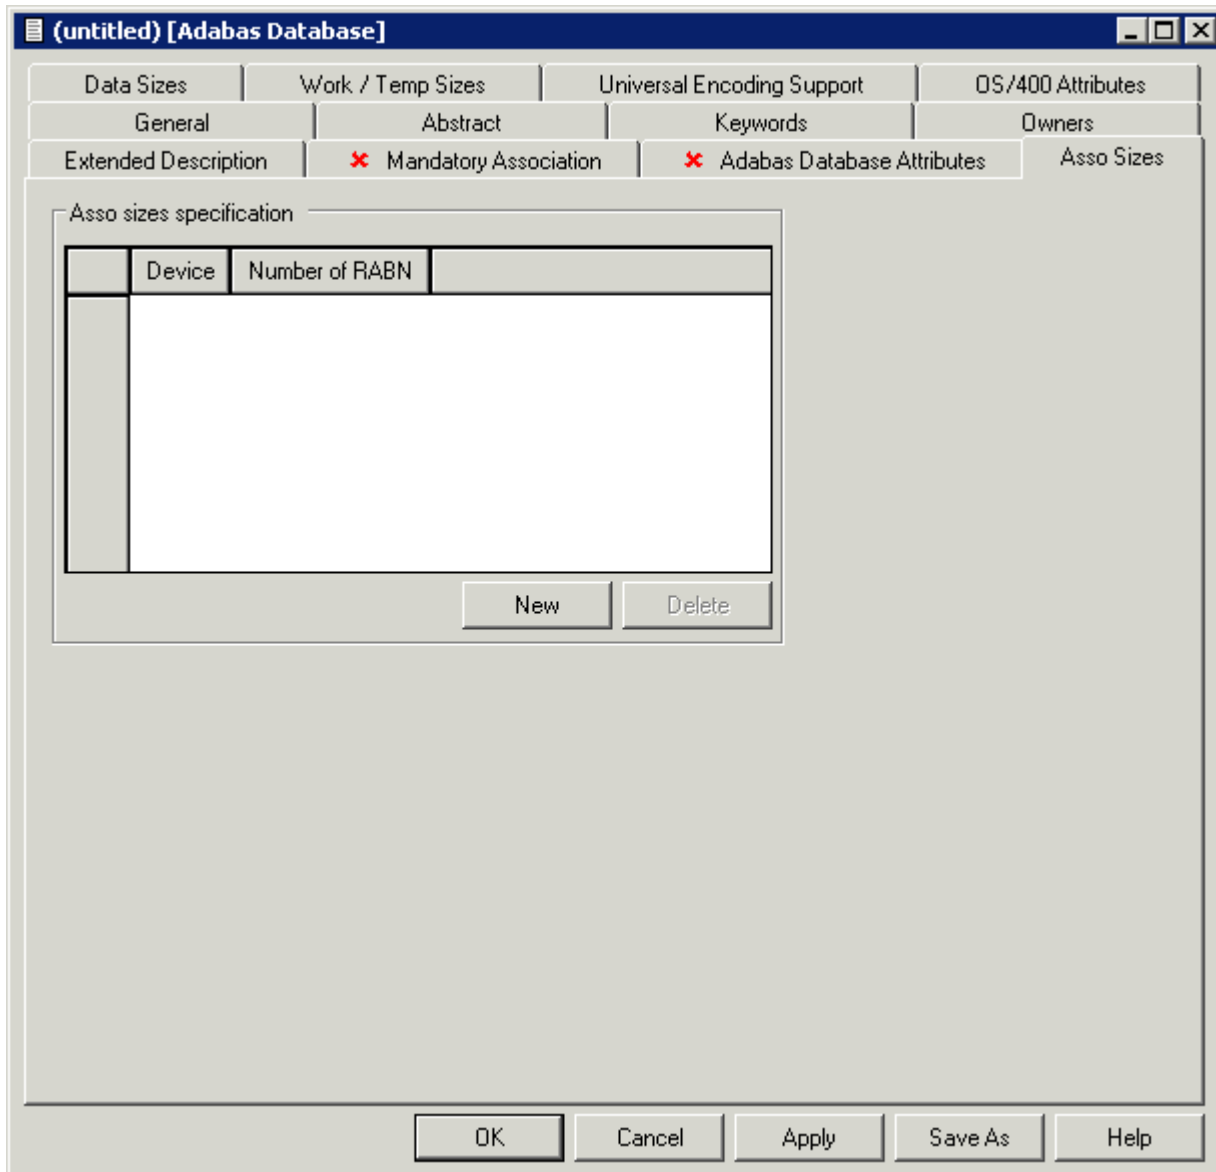 (untitled) [Adabas Database]
Data Sizes Work / Temp Sizes Universal Encoding Support OS/400 Attributes
General Abstract Keywords Owners
Extended Description Mandatory Association Adabas Database Attributes Asso Sizes
Asso sizes specification
Device Number of RABN
New Delete
OK Cancel Apply Save As Help